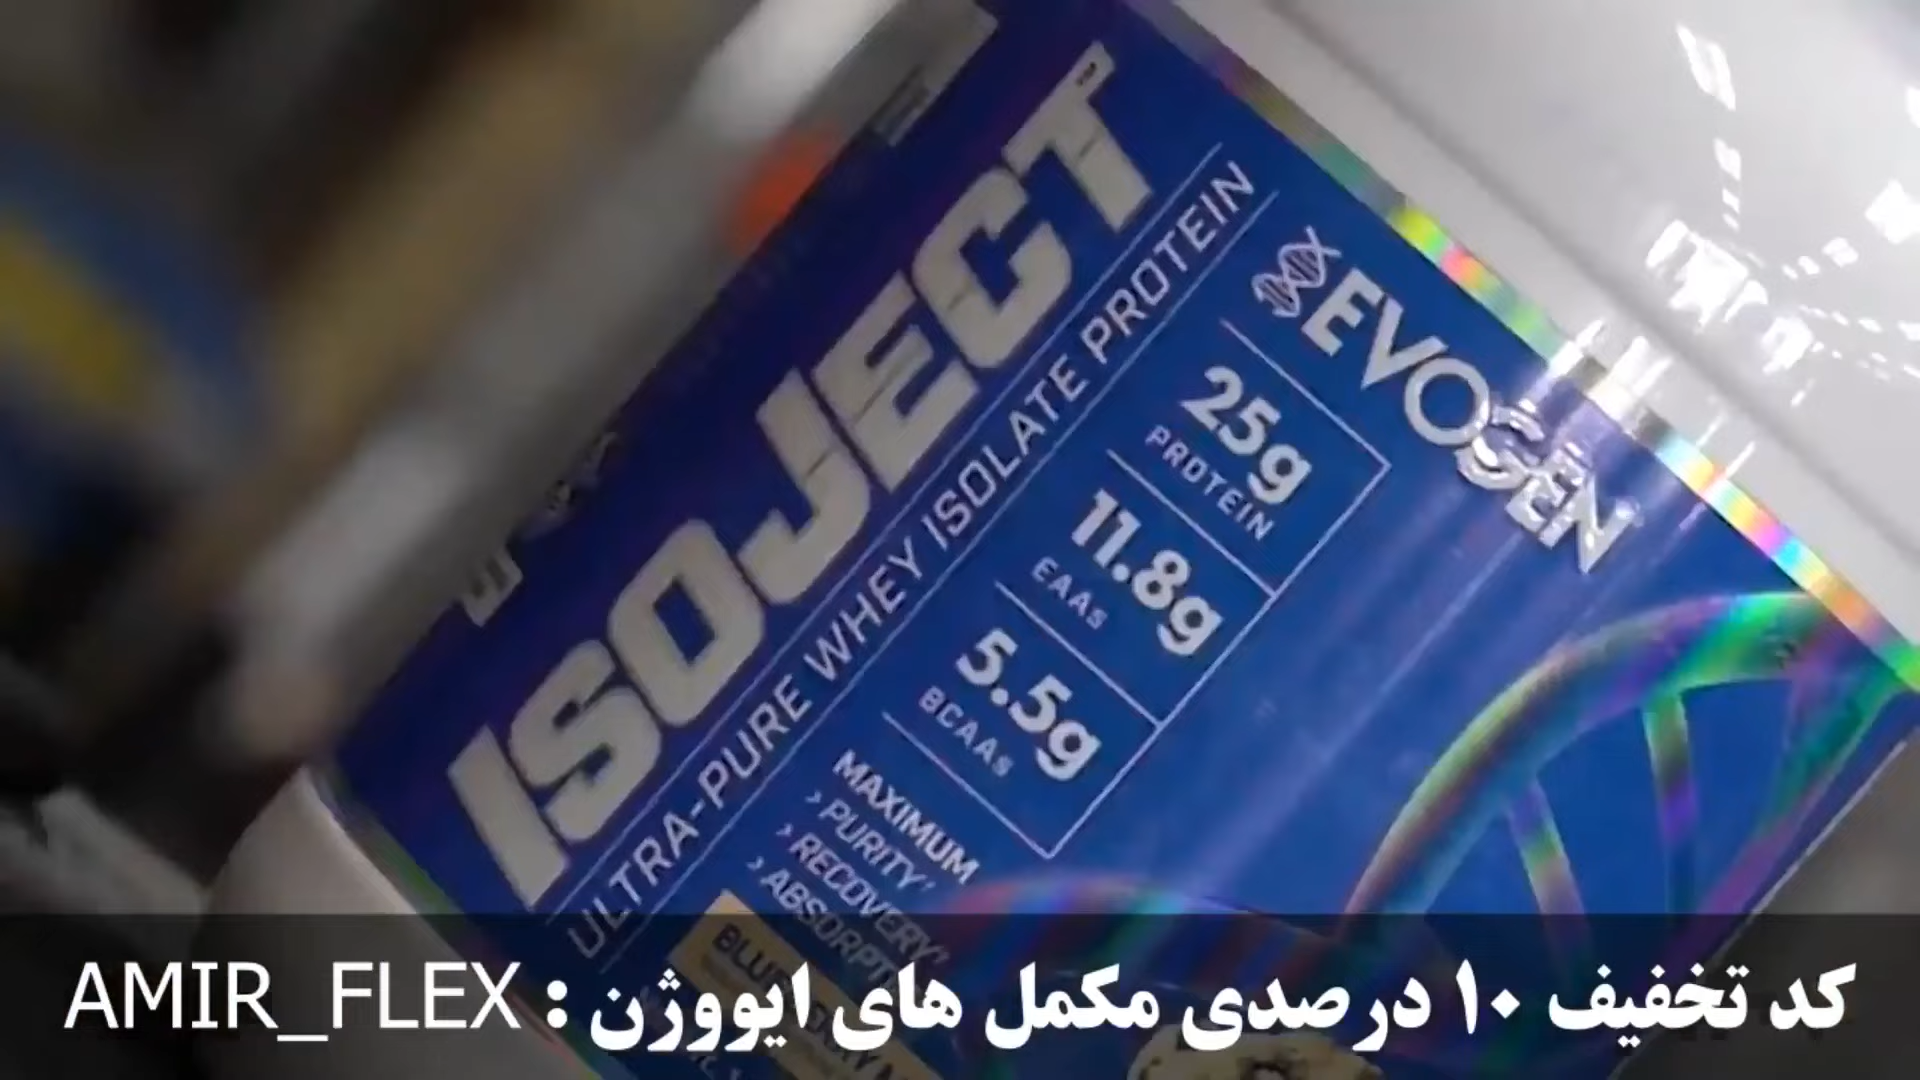 ISOJECT™
ULTRA-PURE WHEY ISOLATE PROTEIN
EVOGEN
25g
PROTEIN
11.8g
EAAs
5.5g
BCAAs
MAXIMUM
› PURITY
› RECOVERY
کد تخفیف ۱۰ درصدی مکمل های ایووژن : AMIR_FLEX